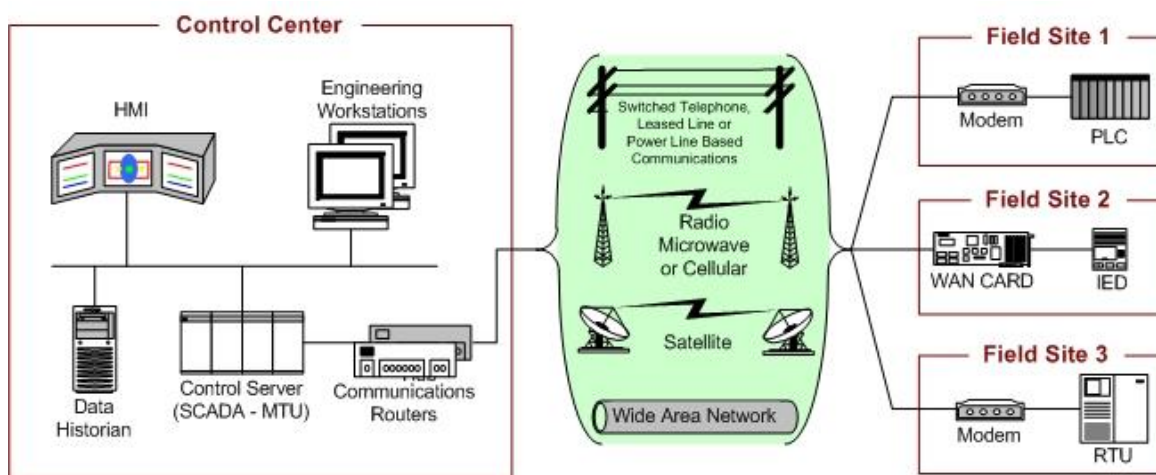 Control Center
HMI
Engineering
Workstations
Data
Historian
Control Server
(SCADA - MTU)
Communications
Routers
Switched Telephone,
Leased Line or
Power Line Based
Communications
Radio
Microwave
or Cellular
Satellite
Wide Area Network
Field Site 1
Modem
PLC
Field Site 2
WAN CARD
IED
Field Site 3
Modem
RTU